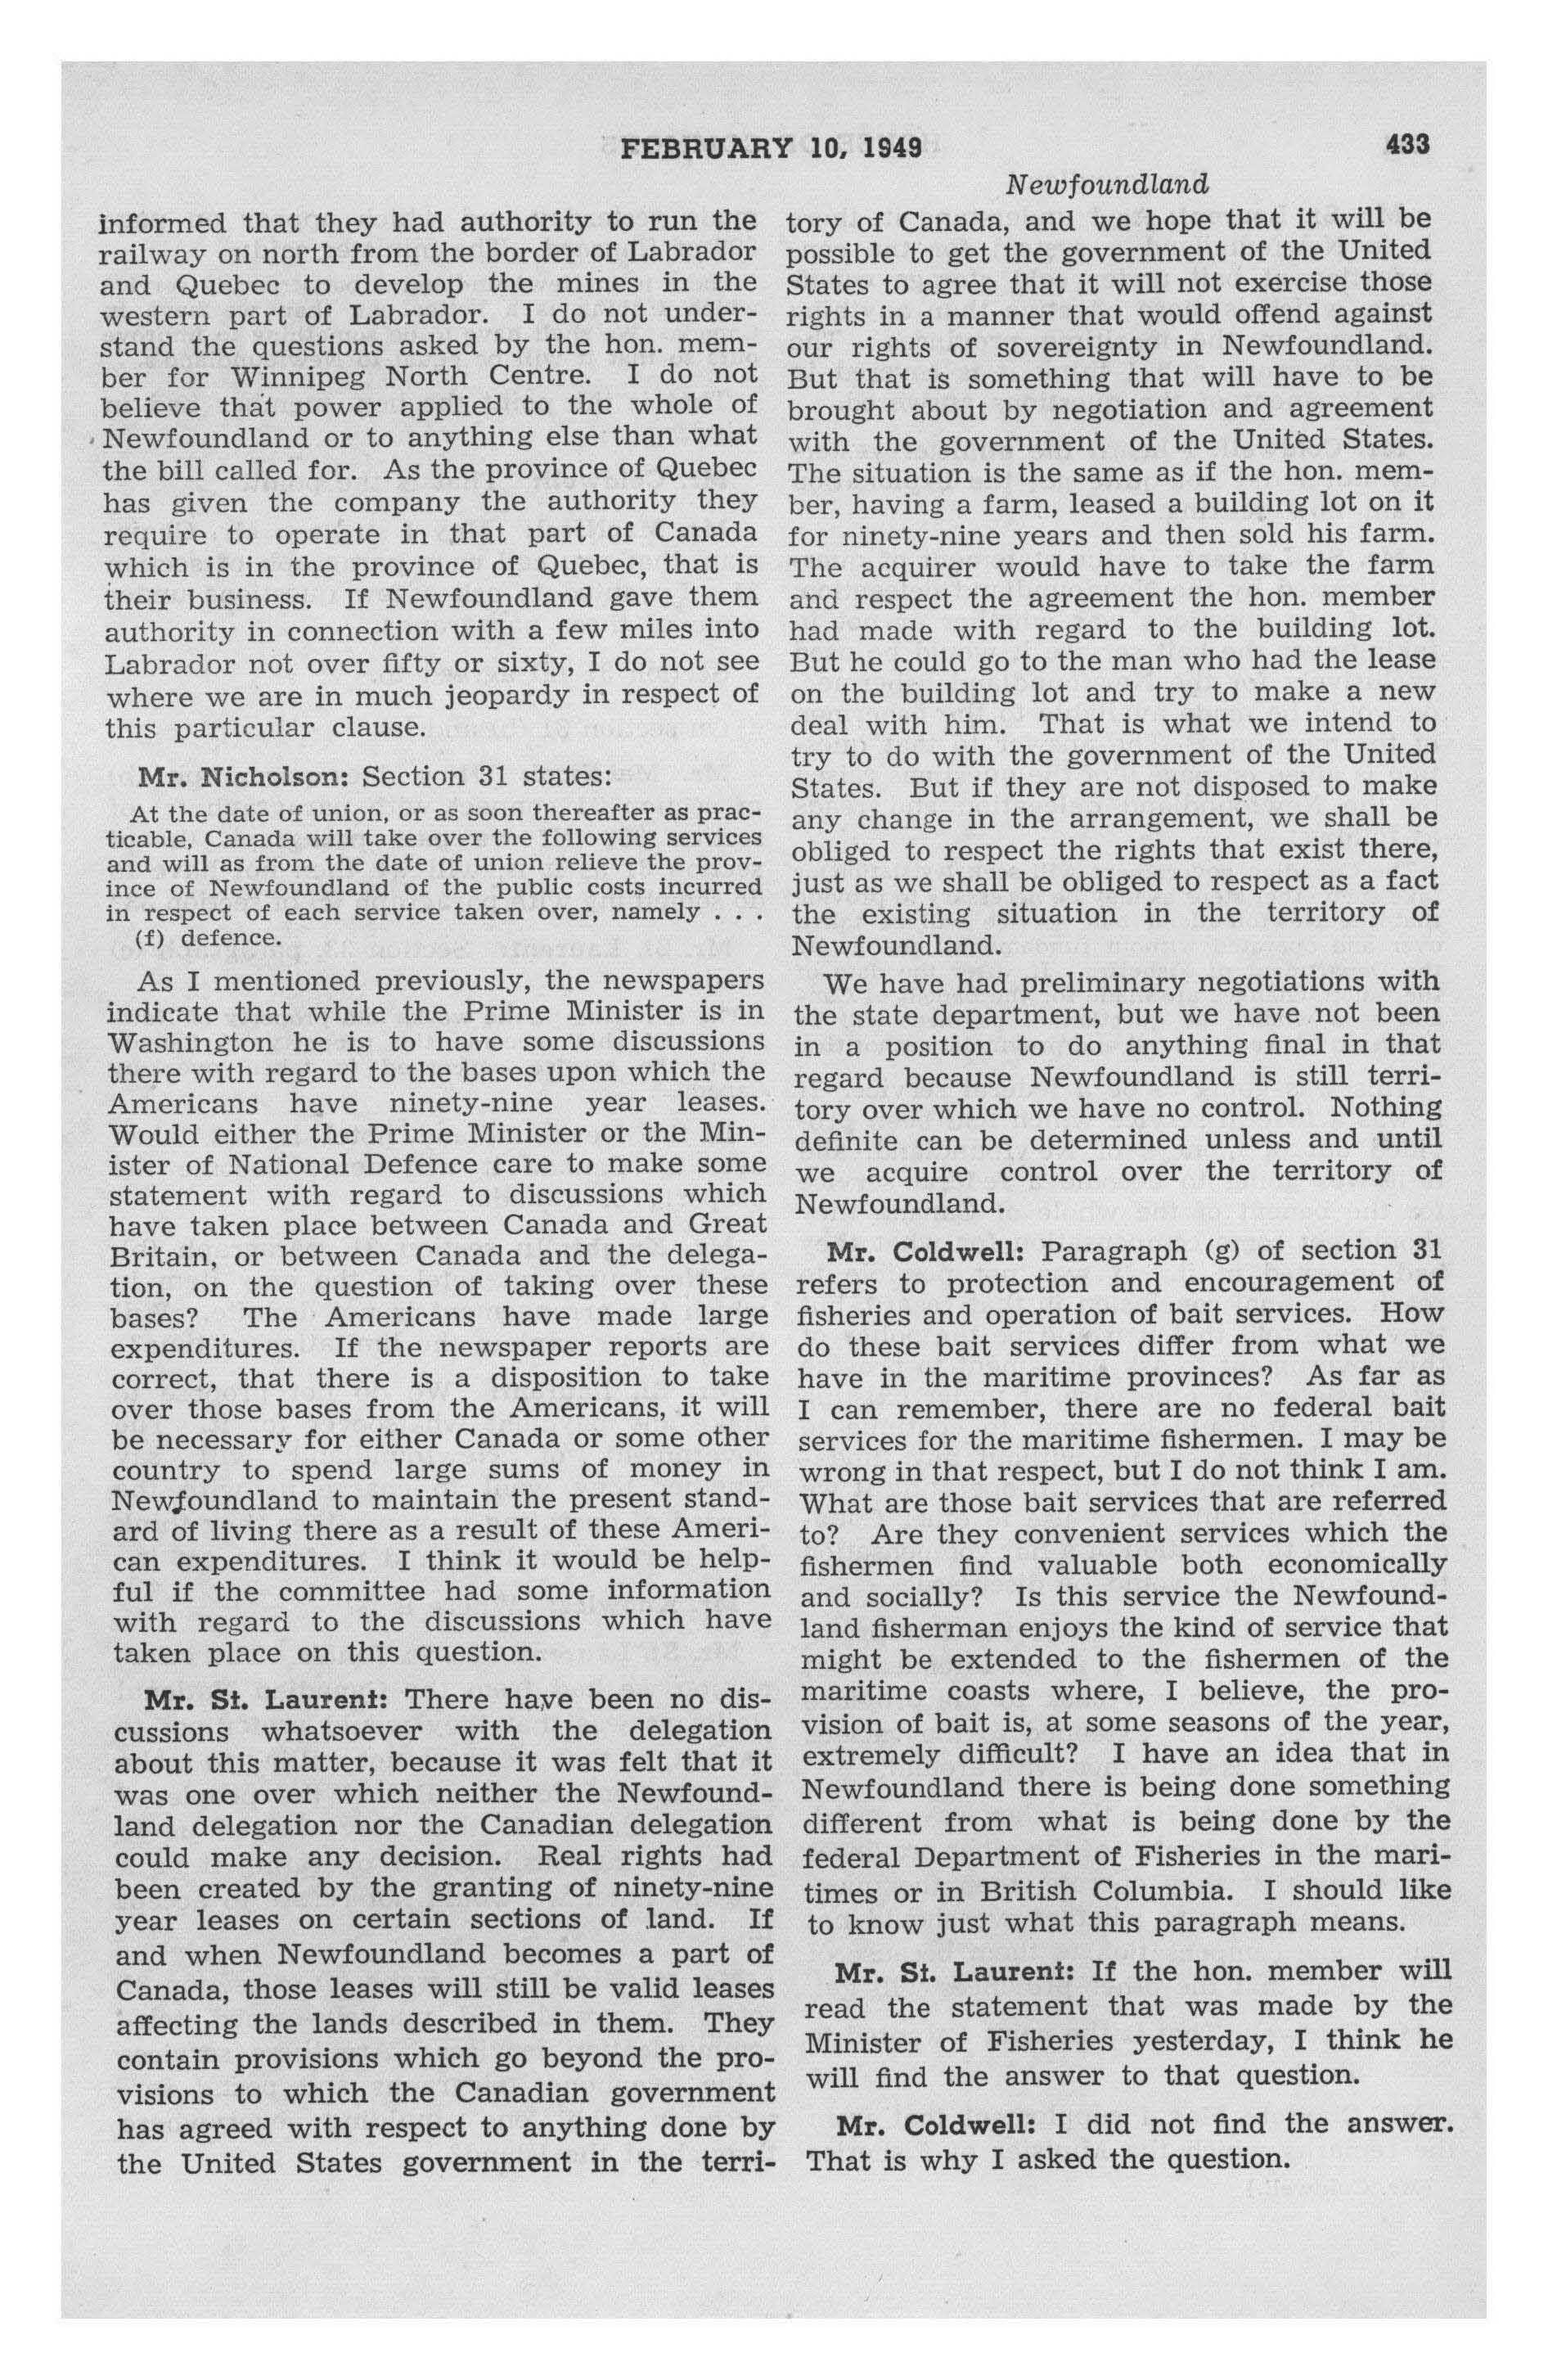 FEBRUARY 10, 1949
433
Newfoundland
informed that they had authority to run the
railway on north from the border of Labrador
and Quebec to develop the mines in the
western part of Labrador. I do not under-
stand the questions asked by the hon. mem-
ber for Winnipeg North Centre. I do not
believe that power applied to the whole of
Newfoundland or to anything else than what
the bill called for. As the province of Quebec
has given the company the authority they
require to operate in that part of Canada
which is in the province of Quebec, that is
their business. If Newfoundland gave them
authority in connection with a few miles into
Labrador not over fifty or sixty, I do not see
where we are in much jeopardy in respect of
this particular clause.
Mr. Nicholson: Section 31 states:
At the date of union, or as soon thereafter as prac-
ticable, Canada will take over the following services
and will as from the date of union relieve the prov-
ince of Newfoundland of the public costs incurred
in respect of each service taken over, namely . . .
(f) defence.
As I mentioned previously, the newspapers
indicate that while the Prime Minister is in
Washington he is to have some discussions
there with regard to the bases upon which the
Americans have ninety-nine year leases.
Would either the Prime Minister or the Min-
ister of National Defence care to make some
statement with regard to discussions which
have taken place between Canada and Great
Britain, or between Canada and the delega-
tion, on the question of taking over these
bases? The Americans have made large
expenditures. If the newspaper reports are
correct, that there is a disposition to take
over those bases from the Americans, it will
be necessary for either Canada or some other
country to spend large sums of money in
Newfoundland to maintain the present stand-
ard of living there as a result of these Ameri-
can expenditures. I think it would be help-
ful if the committee had some information
with regard to the discussions which have
taken place on this question.
Mr. St. Laurent: There have been no dis-
cussions whatsoever with the delegation
about this matter, because it was felt that it
was one over which neither the Newfound-
land delegation nor the Canadian delegation
could make any decision. Real rights had
been created by the granting of ninety-nine
year leases on certain sections of land. If
and when Newfoundland becomes a part of
Canada, those leases will still be valid leases
affecting the lands described in them. They
contain provisions which go beyond the pro-
visions to which the Canadian government
has agreed with respect to anything done by
the United States government in the terri-
tory of Canada, and we hope that it will be
possible to get the government of the United
States to agree that it will not exercise those
rights in a manner that would offend against
our rights of sovereignty in Newfoundland.
But that is something that will have to be
brought about by negotiation and agreement
with the government of the United States.
The situation is the same as if the hon. mem-
ber, having a farm, leased a building lot on it
for ninety-nine years and then sold his farm.
The acquirer would have to take the farm
and respect the agreement the hon. member
had made with regard to the building lot.
But he could go to the man who had the lease
on the building lot and try to make a new
deal with him. That is what we intend to
try to do with the government of the United
States. But if they are not disposed to make
any change in the arrangement, we shall be
obliged to respect the rights that exist there,
just as we shall be obliged to respect as a fact
the existing situation in the territory of
Newfoundland.
We have had preliminary negotiations with
the state department, but we have not been
in a position to do anything final in that
regard because Newfoundland is still terri-
tory over which we have no control. Nothing
definite can be determined unless and until
we acquire control over the territory of
Newfoundland.
Mr. Coldwell: Paragraph (g) of section 31
refers to protection and encouragement of
fisheries and operation of bait services. How
do these bait services differ from what we
have in the maritime provinces? As far as
I can remember, there are no federal bait
services for the maritime fishermen. I may be
wrong in that respect, but I do not think I am.
What are those bait services that are referred
to? Are they convenient services which the
fishermen find valuable both economically
and socially? Is this service the Newfound-
land fisherman enjoys the kind of service that
might be extended to the fishermen of the
maritime coasts where, I believe, the pro-
vision of bait is, at some seasons of the year,
extremely difficult? I have an idea that in
Newfoundland there is being done something
different from what is being done by the
federal Department of Fisheries in the mari-
times or in British Columbia. I should like
to know just what this paragraph means.
Mr. St. Laurent: If the hon. member will
read the statement that was made by the
Minister of Fisheries yesterday, I think he
will find the answer to that question.
Mr. Coldwell: I did not find the answer.
That is why I asked the question.